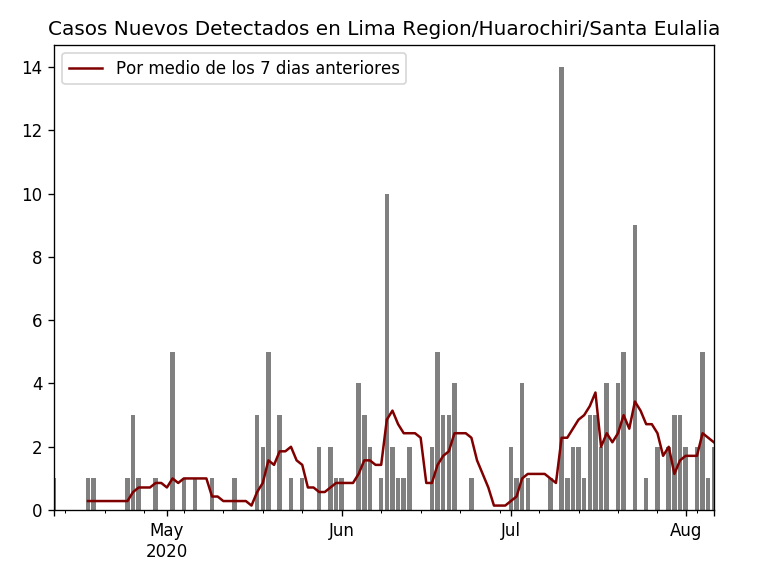 Casos Nuevos Detectados en Lima Region/Huarochiri/Santa Eulalia
Por medio de los 7 dias anteriores
14
12
10
8
6
4
2
0
May
2020
Jun
Jul
Aug